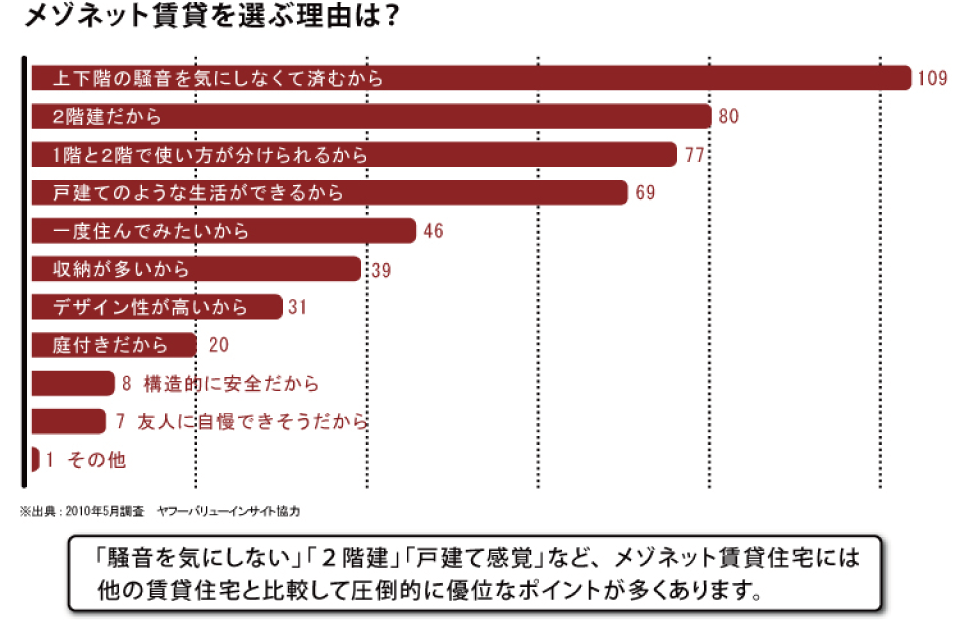 メゾネット賃貸を選ぶ理由は？
上下階の騒音を気にしなくて済むから 109
２階建だから 80
1階と2階で使い方が分けられるから 77
戸建てのような生活ができるから 69
一度住んでみたいから 46
収納が多いから 39
デザイン性が高いから 31
庭付きだから 20
8 構造的に安全だから
7 友人に自慢できそうだから
1 その他
※出典：2010年5月調査　ヤフーバリューインサイト協力
「騒音を気にしない」「２階建」「戸建て感覚」など、メゾネット賃貸住宅には
他の賃貸住宅と比較して圧倒的に優位なポイントが多くあります。